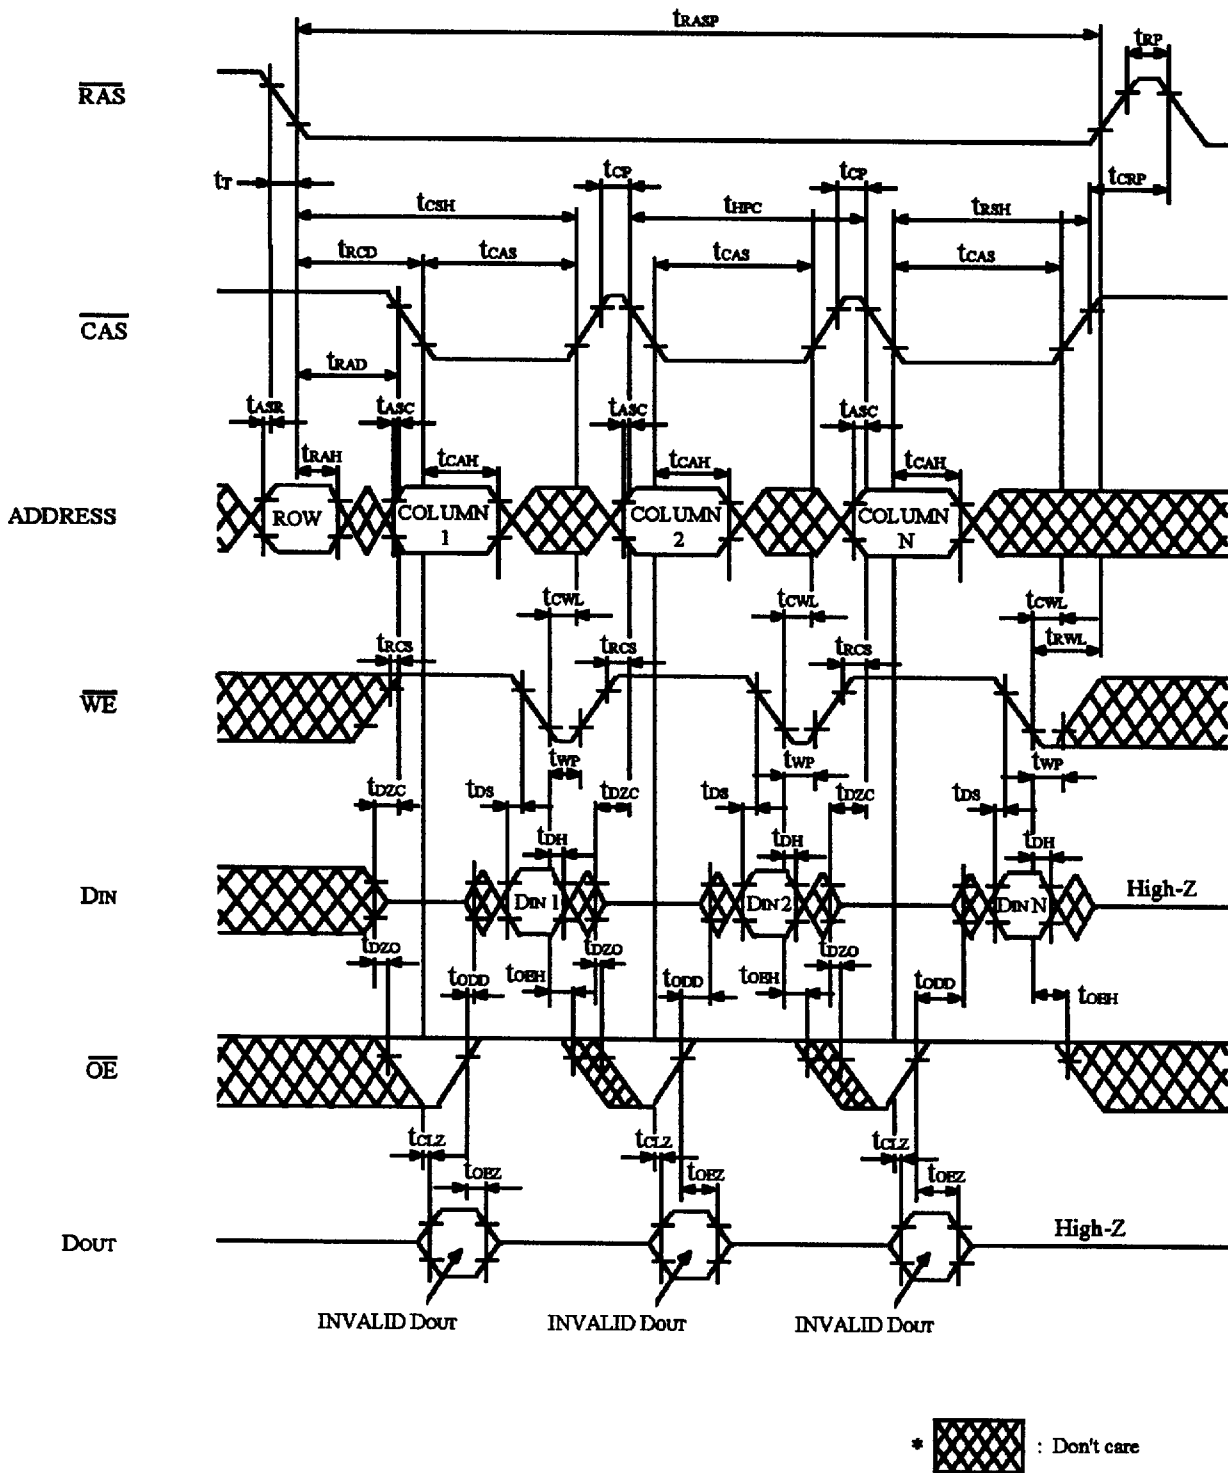 tRASP
tRP
RAS
tT
tCP
tCP
tCRP
tCSH
tHPC
tRSH
tRCD
tCAS
tCAS
tCAS
CAS
tRAD
tASR
tASC
tASC
tASC
tRAH
tCAH
tCAH
tCAH
ADDRESS
ROW
COLUMN
1
COLUMN
2
COLUMN
N
tCWL
tCWL
tCWL
tRCS
tRCS
tRCS
tRWL
WE
tWP
tWP
tWP
tDZC
tDS
tDZC
tDS
tDZC
tDS
tDH
tDH
tDH
DIN
DIN 1
DIN 2
DIN N
High-Z
tDZO
tDZO
tDZO
tODD
tOEH
tODD
tOEH
tODD
tOEH
OE
tCLZ
tCLZ
tCLZ
tOEZ
tOEZ
tOEZ
DOUT
High-Z
INVALID DOUT
INVALID DOUT
INVALID DOUT
* : Don't care